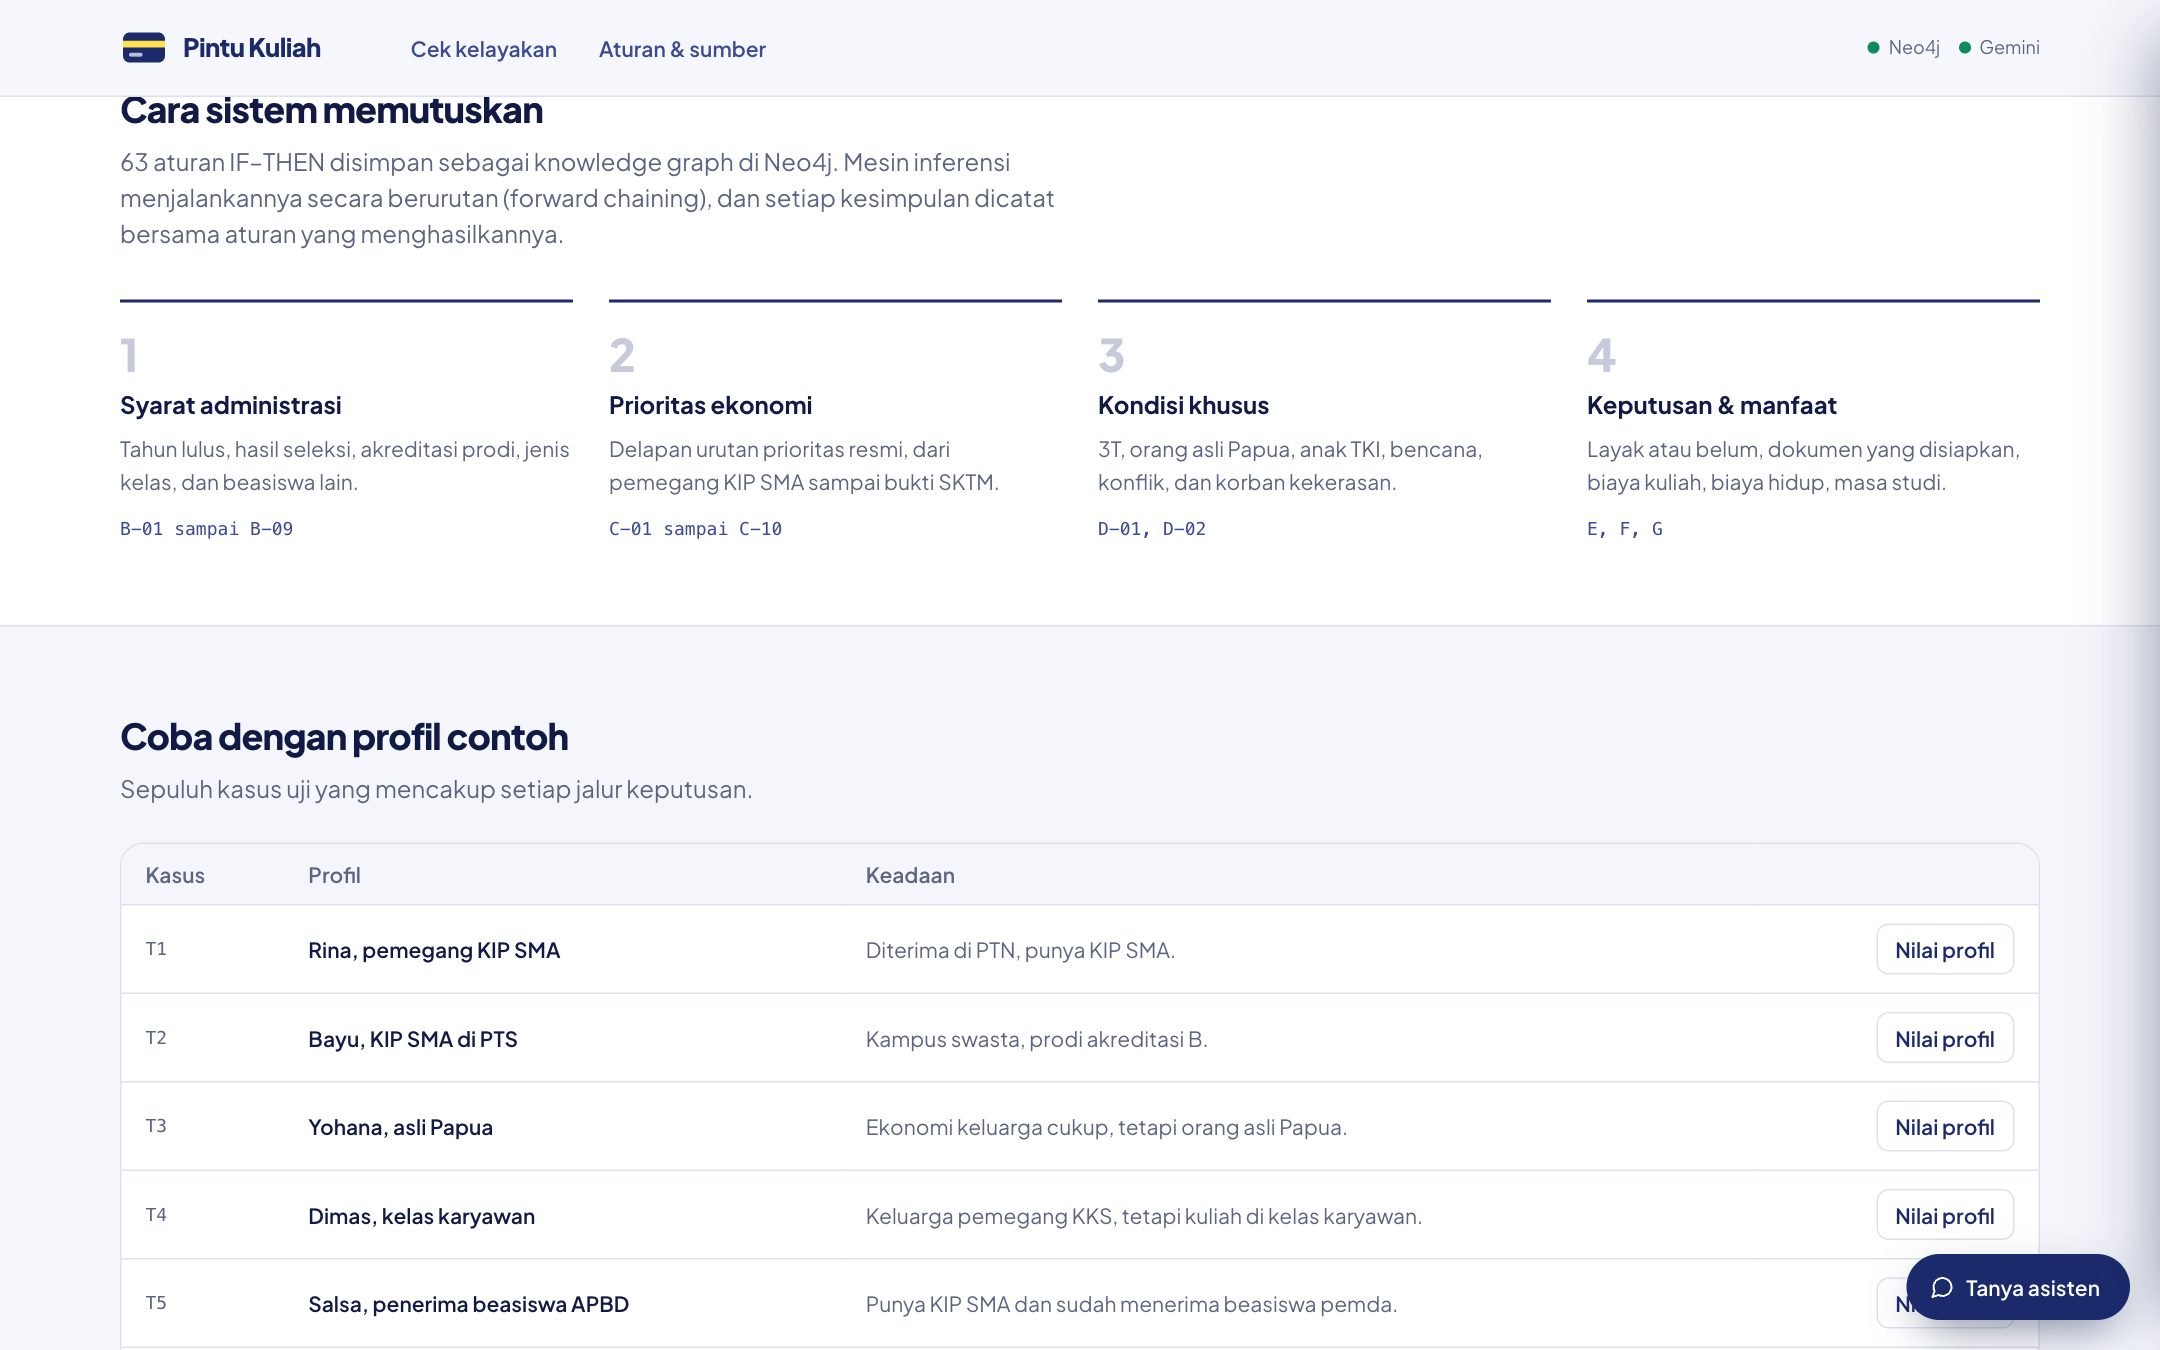 Pintu Kuliah
Cek kelayakan
Aturan & sumber
Neo4j
Gemini
Cara sistem memutuskan
63 aturan IF–THEN disimpan sebagai knowledge graph di Neo4j. Mesin inferensi
menjalankannya secara berurutan (forward chaining), dan setiap kesimpulan dicatat
bersama aturan yang menghasilkannya.
1
Syarat administrasi
Tahun lulus, hasil seleksi, akreditasi prodi, jenis
kelas, dan beasiswa lain.
B-01 sampai B-09
2
Prioritas ekonomi
Delapan urutan prioritas resmi, dari
pemegang KIP SMA sampai bukti SKTM.
C-01 sampai C-10
3
Kondisi khusus
3T, orang asli Papua, anak TKI, bencana,
konflik, dan korban kekerasan.
D-01, D-02
4
Keputusan & manfaat
Layak atau belum, dokumen yang disiapkan,
biaya kuliah, biaya hidup, masa studi.
E, F, G
Coba dengan profil contoh
Sepuluh kasus uji yang mencakup setiap jalur keputusan.
Kasus Profil Keadaan
T1 Rina, pemegang KIP SMA Diterima di PTN, punya KIP SMA. Nilai profil
T2 Bayu, KIP SMA di PTS Kampus swasta, prodi akreditasi B. Nilai profil
T3 Yohana, asli Papua Ekonomi keluarga cukup, tetapi orang asli Papua. Nilai profil
T4 Dimas, kelas karyawan Keluarga pemegang KKS, tetapi kuliah di kelas karyawan. Nilai profil
T5 Salsa, penerima beasiswa APBD Punya KIP SMA dan sudah menerima beasiswa pemda.
Tanya asisten